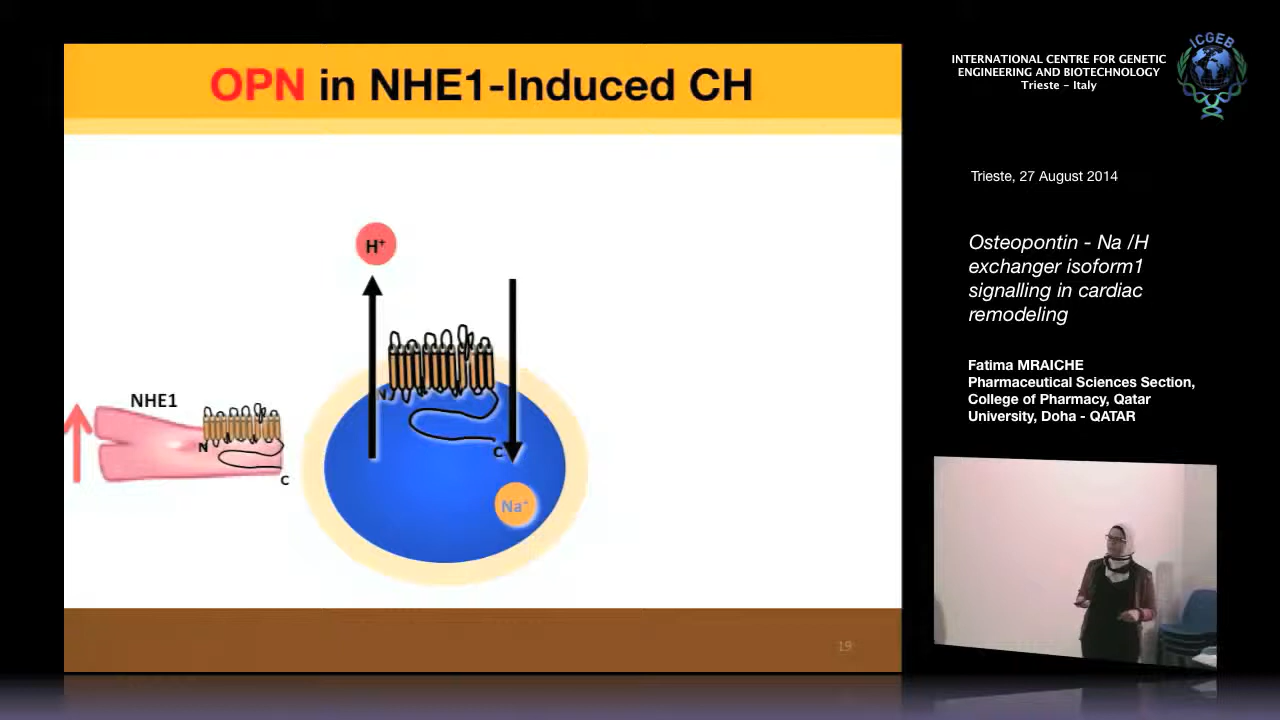 OPN in NHE1-Induced CH
H+
NHE1
N
C
N
C
Na+
19
INTERNATIONAL CENTRE FOR GENETIC
ENGINEERING AND BIOTECHNOLOGY
Trieste - Italy
ICGEB
Trieste, 27 August 2014
Osteopontin - Na /H
exchanger isoform1
signalling in cardiac
remodeling
Fatima MRAICHE
Pharmaceutical Sciences Section,
College of Pharmacy, Qatar
University, Doha - QATAR